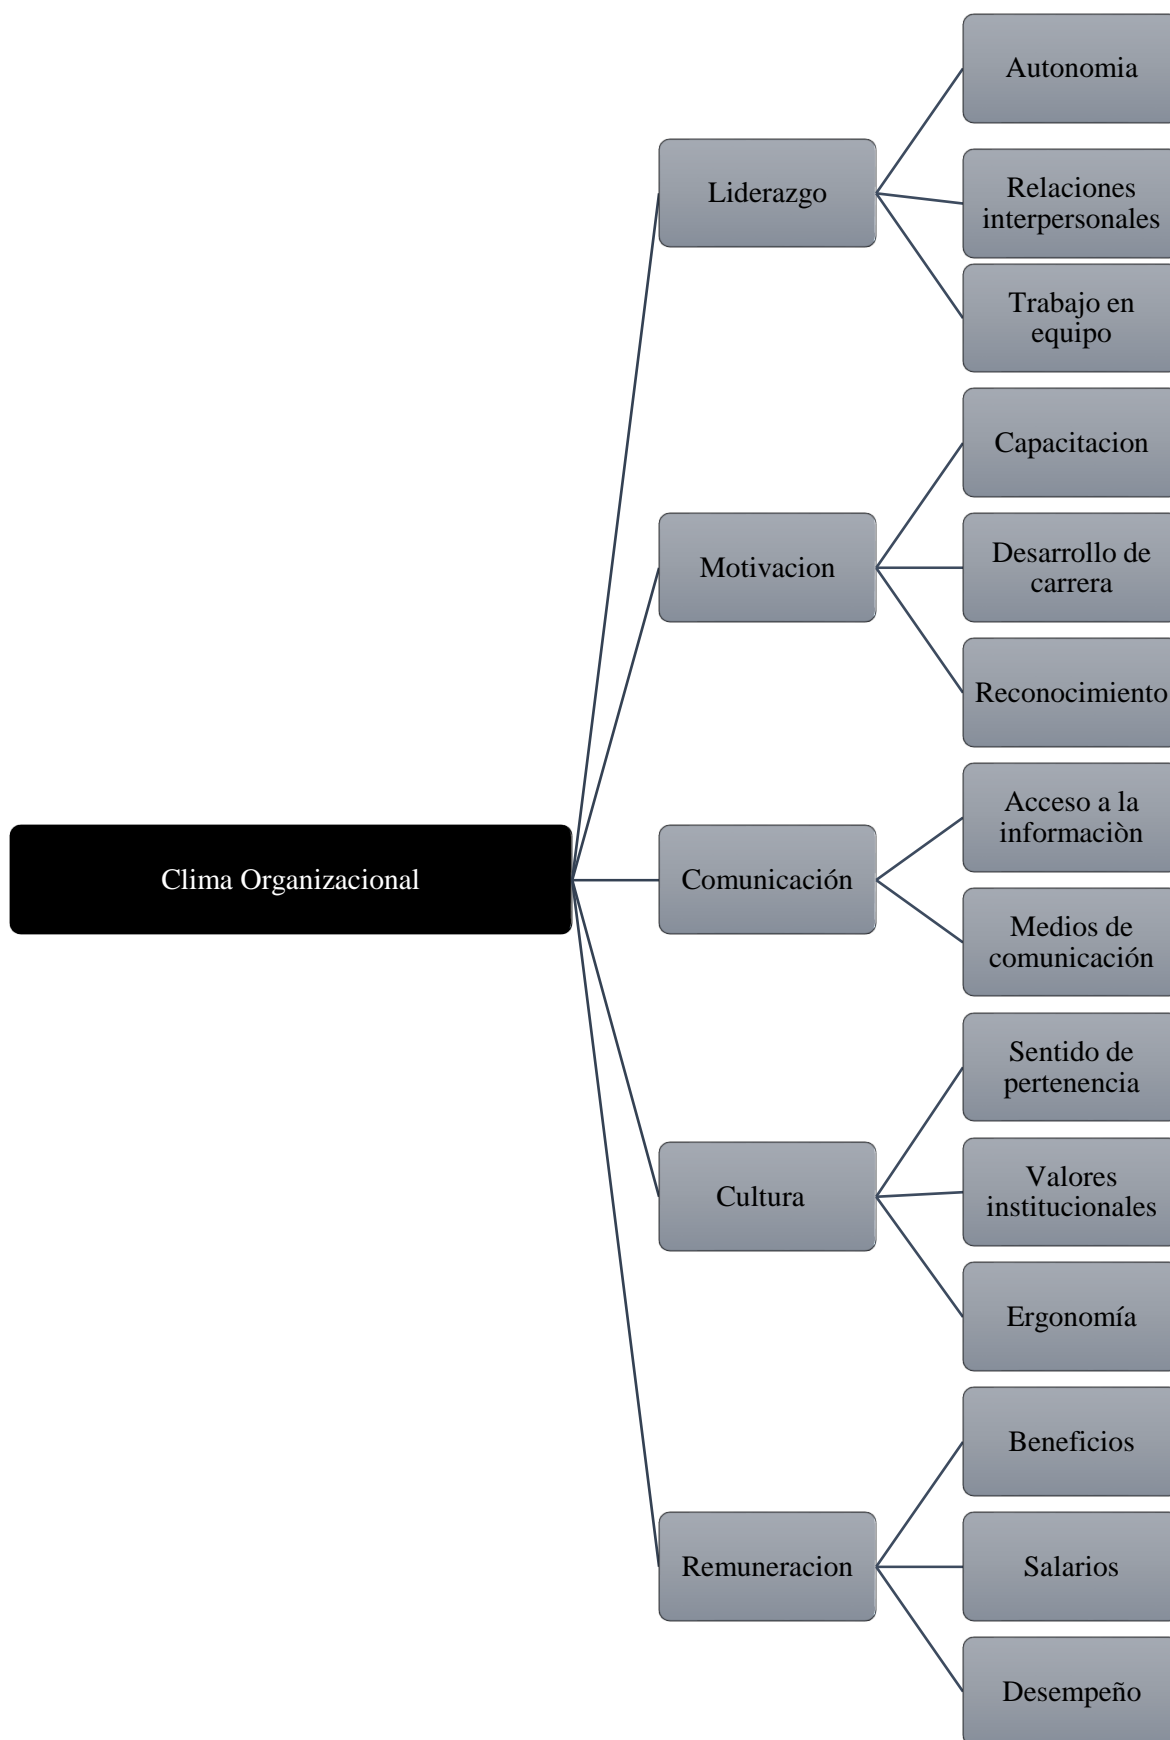 Clima Organizacional
Liderazgo
Autonomia
Relaciones
interpersonales
Trabajo en
equipo
Motivacion
Capacitacion
Desarrollo de
carrera
Reconocimiento
Comunicación
Acceso a la
informaciòn
Medios de
comunicación
Cultura
Sentido de
pertenencia
Valores
institucionales
Ergonomía
Remuneracion
Beneficios
Salarios
Desempeño